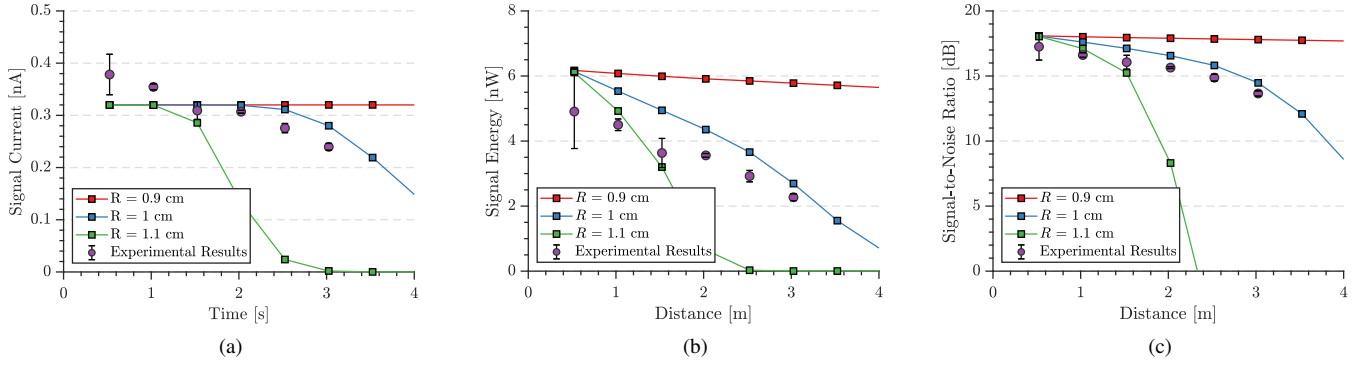 0.5
0.4
0.3
0.2
0.1
0
Signal Current [nA]
R = 0.9 cm
R = 1 cm
R = 1.1 cm
Experimental Results
0 1 2 3 4
Time [s]
(a)
8
6
4
2
0
Signal Energy [nW]
R = 0.9 cm
R = 1 cm
R = 1.1 cm
Experimental Results
0 1 2 3 4
Distance [m]
(b)
20
15
10
5
0
Signal-to-Noise Ratio [dB]
R = 0.9 cm
R = 1 cm
R = 1.1 cm
Experimental Results
0 1 2 3 4
Distance [m]
(c)